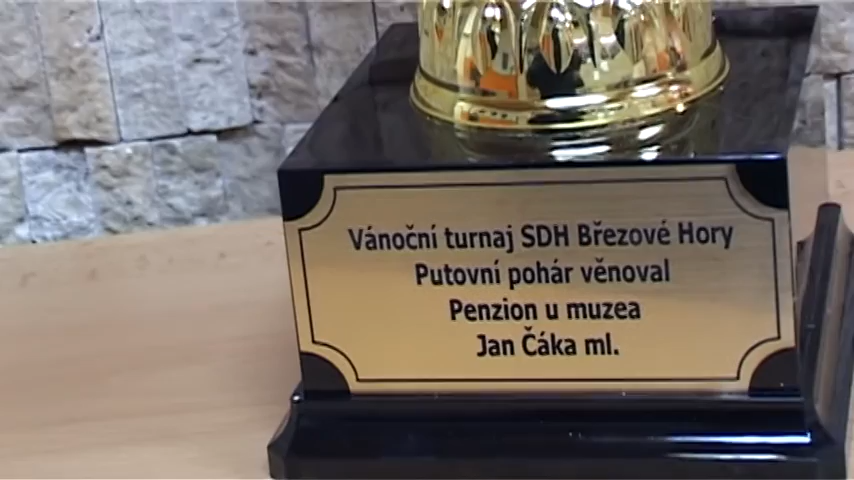 Vánoční turnaj SDH Březové Hory
Putovní pohár věnoval
Penzion u muzea
Jan Čáka ml.